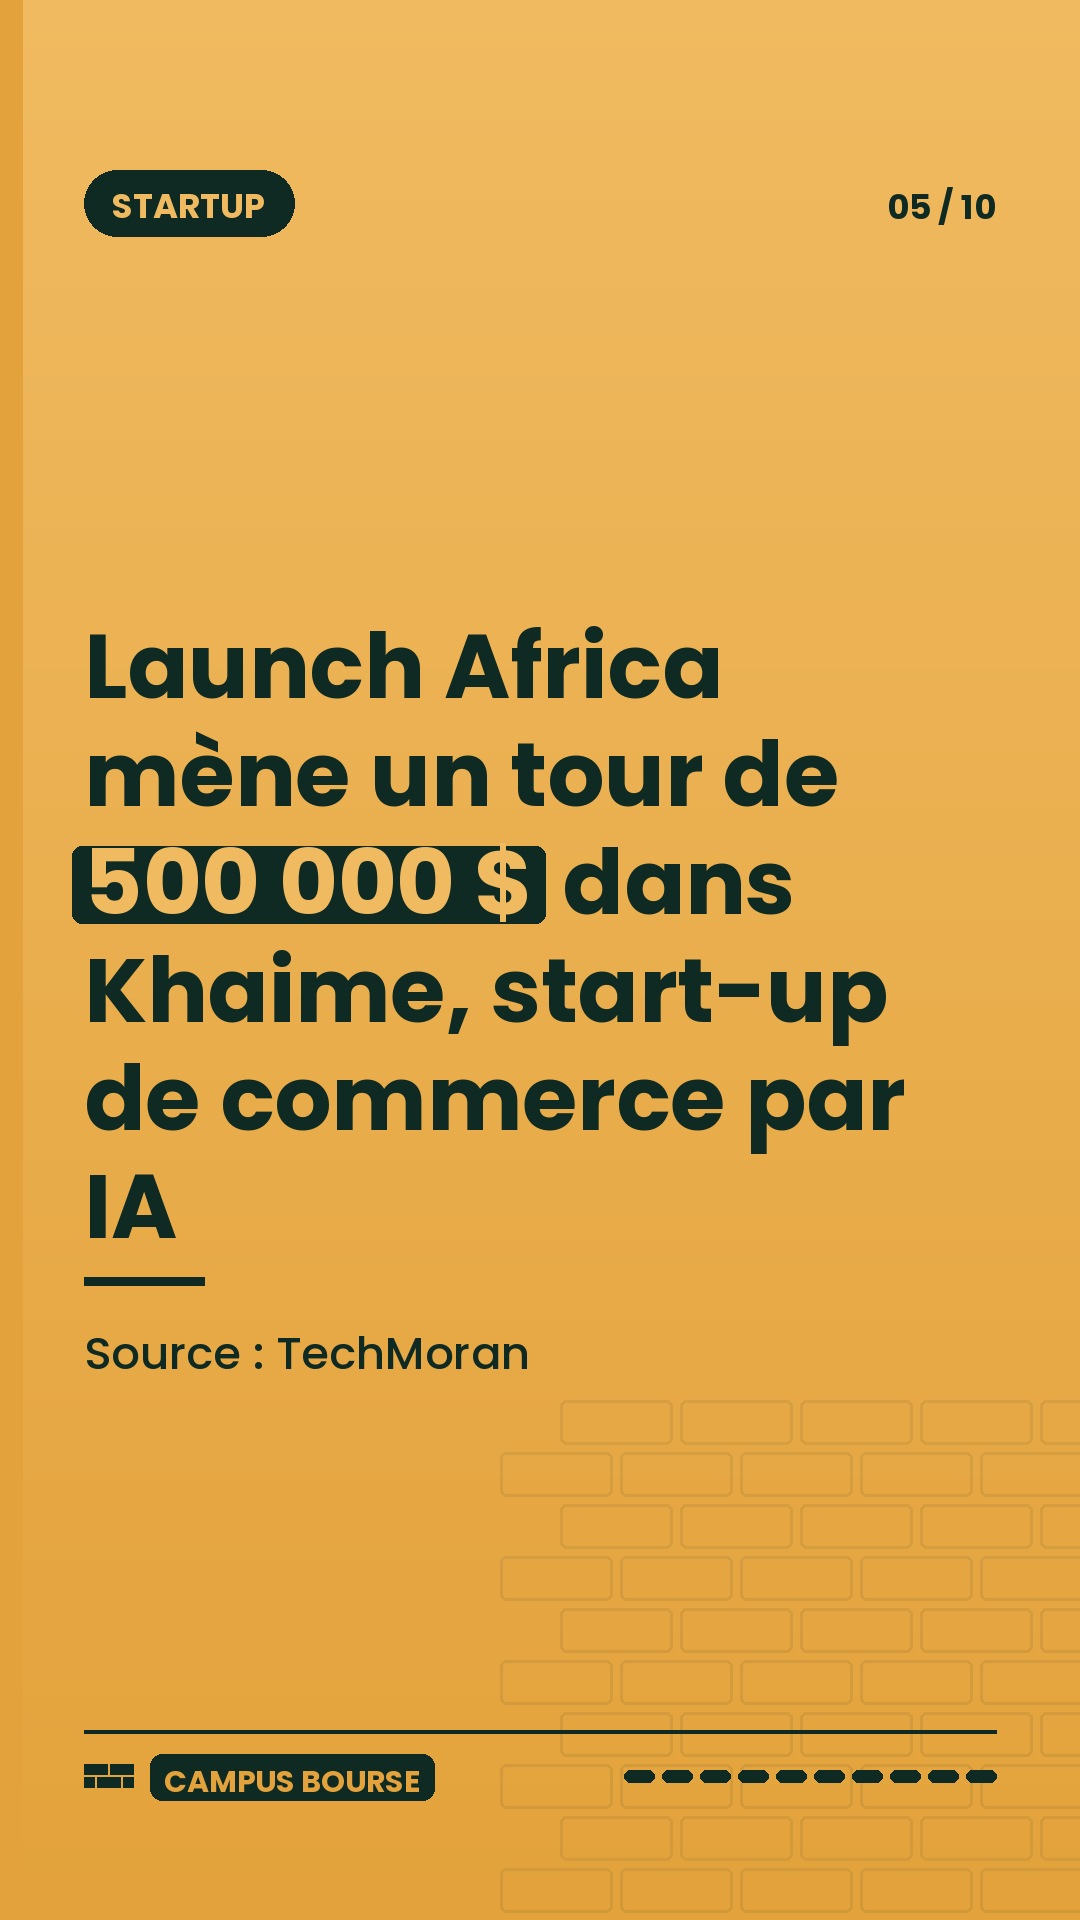 STARTUP
05 / 10
Launch Africa
mène un tour de
500 000 $ dans
Khaime, start-up
de commerce par
IA
Source : TechMoran
CAMPUS BOURSE